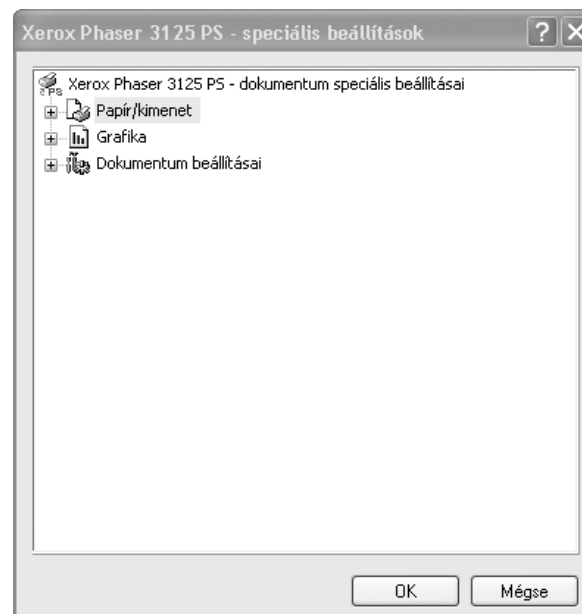 Xerox Phaser 3125 PS - speciális beállítások
Xerox Phaser 3125 PS - dokumentum speciális beállításai
Papír/kimenet
Grafika
Dokumentum beállításai
OK Mégse